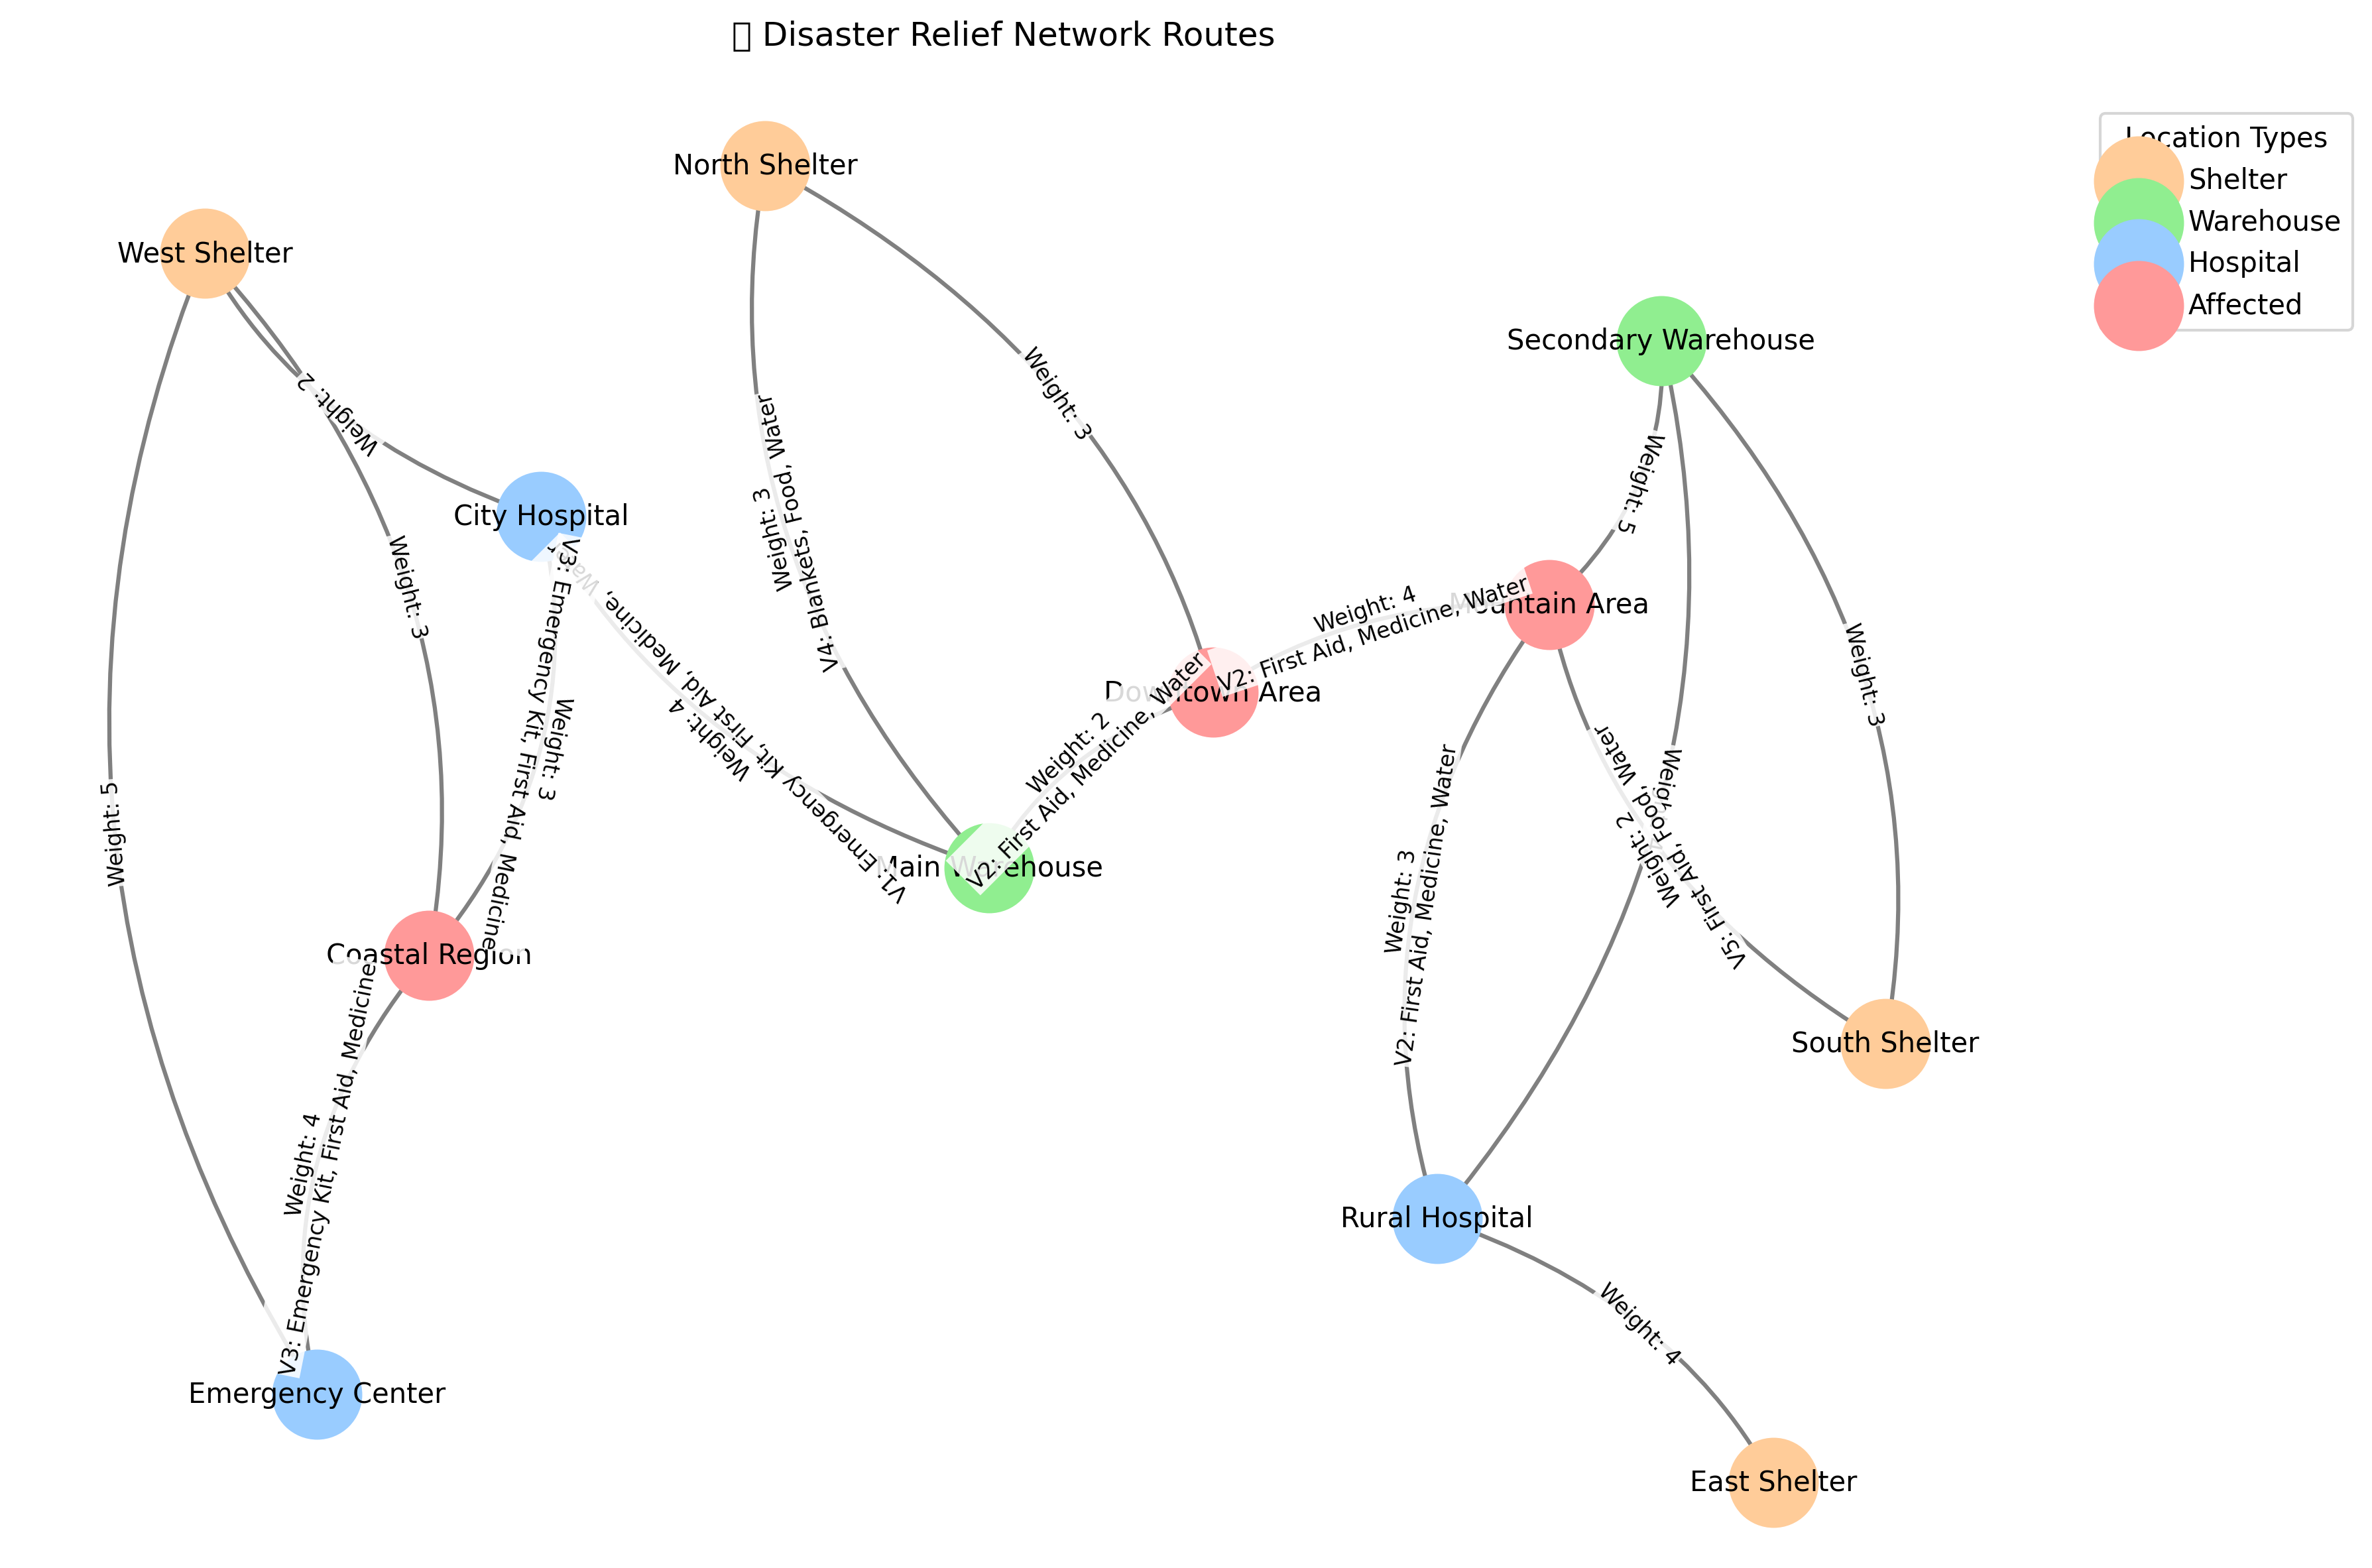 Disaster Relief Network Routes
Location Types
Shelter
Warehouse
Hospital
Affected
North Shelter
West Shelter
Secondary Warehouse
Weight: 3
Weight: 2
Weight: 5
City Hospital
Weight: 3
V4: Blankets, Food, Water
Weight: 3
Mountain Area
Weight: 4
V2: First Aid, Medicine, Water
V1: Emergency Kit, First Aid, Medicine,
Weight: 4
V3: Emergency Kit, First Aid, Medicine
Weight: 3
Downtown Area
Weight: 2
V2: First Aid, Medicine, Water
Weight: 3
Main Warehouse
Weight: 5
Weight: 3
V2: First Aid, Medicine, Water
V5: First Aid, Food, Water
Weight: 2
Coastal Region
South Shelter
Weight: 4
V3: Emergency Kit, First Aid, Medicine
Rural Hospital
Weight: 4
Emergency Center
East Shelter